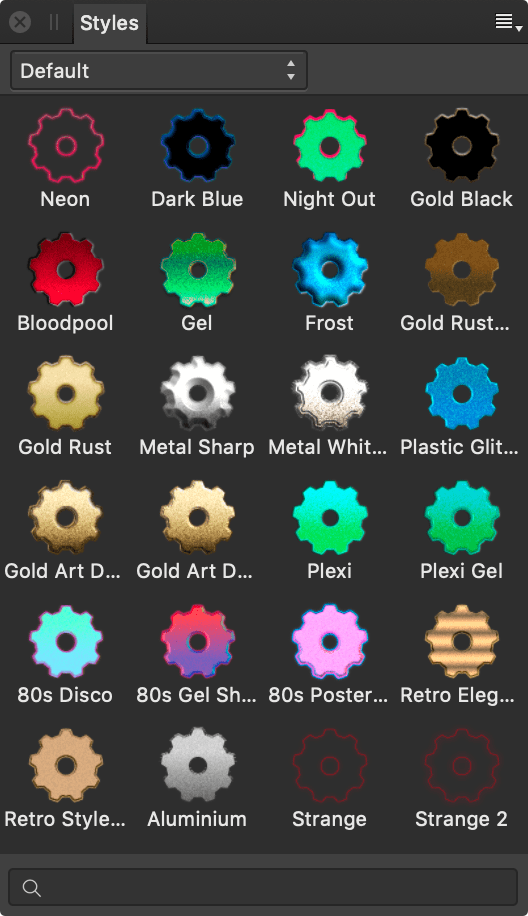 Styles
Default
Neon Dark Blue Night Out Gold Black
Bloodpool Gel Frost Gold Rust...
Gold Rust Metal Sharp Metal Whit... Plastic Glit...
Gold Art D... Gold Art D... Plexi Plexi Gel
80s Disco 80s Gel Sh... 80s Poster... Retro Eleg...
Retro Style... Aluminium Strange Strange 2